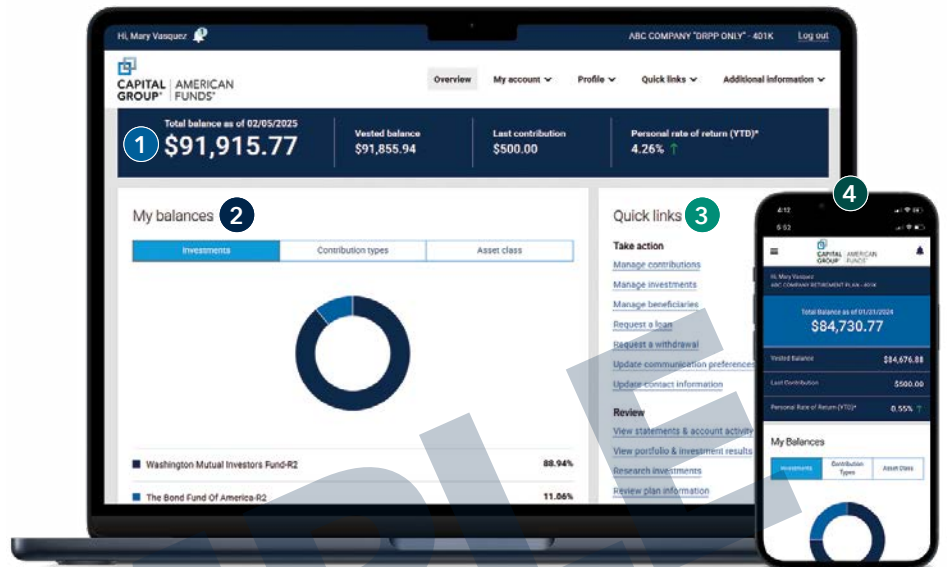 Hi, Mary Vasquez
ABC COMPANY "DRPP ONLY" - 401K
Log out
CAPITAL GROUP®
AMERICAN FUNDS®
Overview
My account
Profile
Quick links
Additional information
1
Total balance as of 02/05/2025
$91,915.77
Vested balance
$91,855.94
Last contribution
$500.00
Personal rate of return (YTD)*
4.26% ↑
My balances
2
Investments
Contribution types
Asset class
Washington Mutual Investors Fund-R2
88.94%
The Bond Fund Of America-R2
11.06%
Quick links
3
Take action
Manage contributions
Manage investments
Manage beneficiaries
Request a loan
Request a withdrawal
Update communication preferences
Update contact information
Review
View statements & account activity
View portfolio & investment results
Research investments
Review plan information
4
4:12
CAPITAL GROUP®
AMERICAN FUNDS®
Hi, Mary Vasquez
ABC COMPANY RETIREMENT PLAN - 401K
Total Balance as of 01/31/2024
$84,730.77
Vested Balance
$84,676.88
Last Contribution
$500.00
Personal Rate of Return (YTD)*
0.55% ↑
My Balances
Investments
Contribution Types
Asset Class
PLE